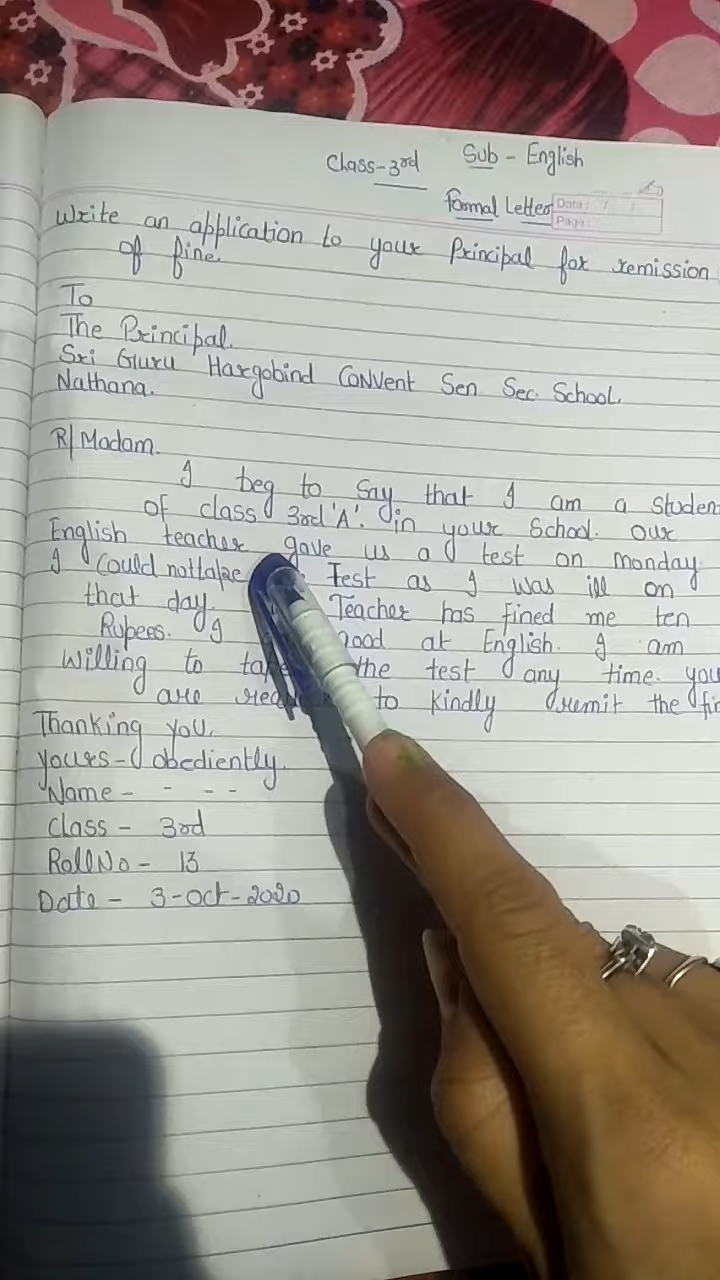 Class-3rd Sub - English
Formal Letter
Date: / /
Page:
Write an application to your Principal for remission
of fine.
To
The Principal.
Sri Guru Hargobind Convent Sen Sec. School.
Nathana.
R/Madam.
I beg to say that I am a studen
of class 3rd 'A'. in your School. our
English teacher gave us a test on monday
I Could not take Test as I was ill on
that day. Teacher has fined me ten
Rupees. I good at English. I am
Willing to take the test any time. you
are to kindly remit the fi
Thanking you,
yours-obediently.
Name- - - -
Class - 3rd
Roll No - 13
Date - 3-Oct-2020